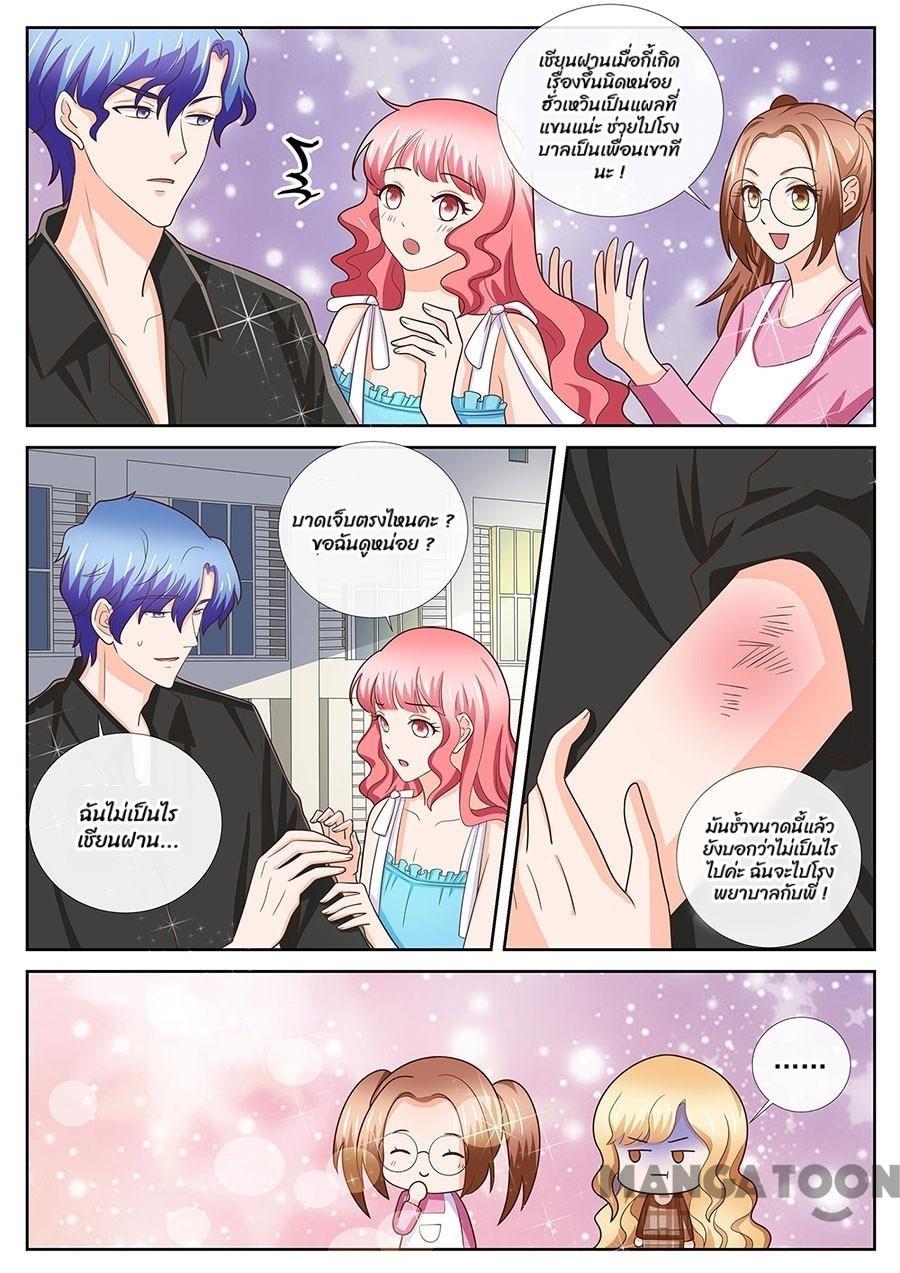 เชียนฝานเมื่อกี้เกิด
เรื่องขึ้นนิดหน่อย
ฮั่วเหวินเป็นแผลที่
แขนแน่ะ ช่วยไปโรง
บาลเป็นเพื่อนเขาที
นะ !
บาดเจ็บตรงไหนคะ ?
ขอฉันดูหน่อย ?
ฉันไม่เป็นไร
เชียนฝาน...
มันช้ำขนาดนี้แล้ว
ยังบอกว่าไม่เป็นไร
ไปค่ะ ฉันจะไปโรง
พยาบาลกับพี่ !
......
MANGATOON